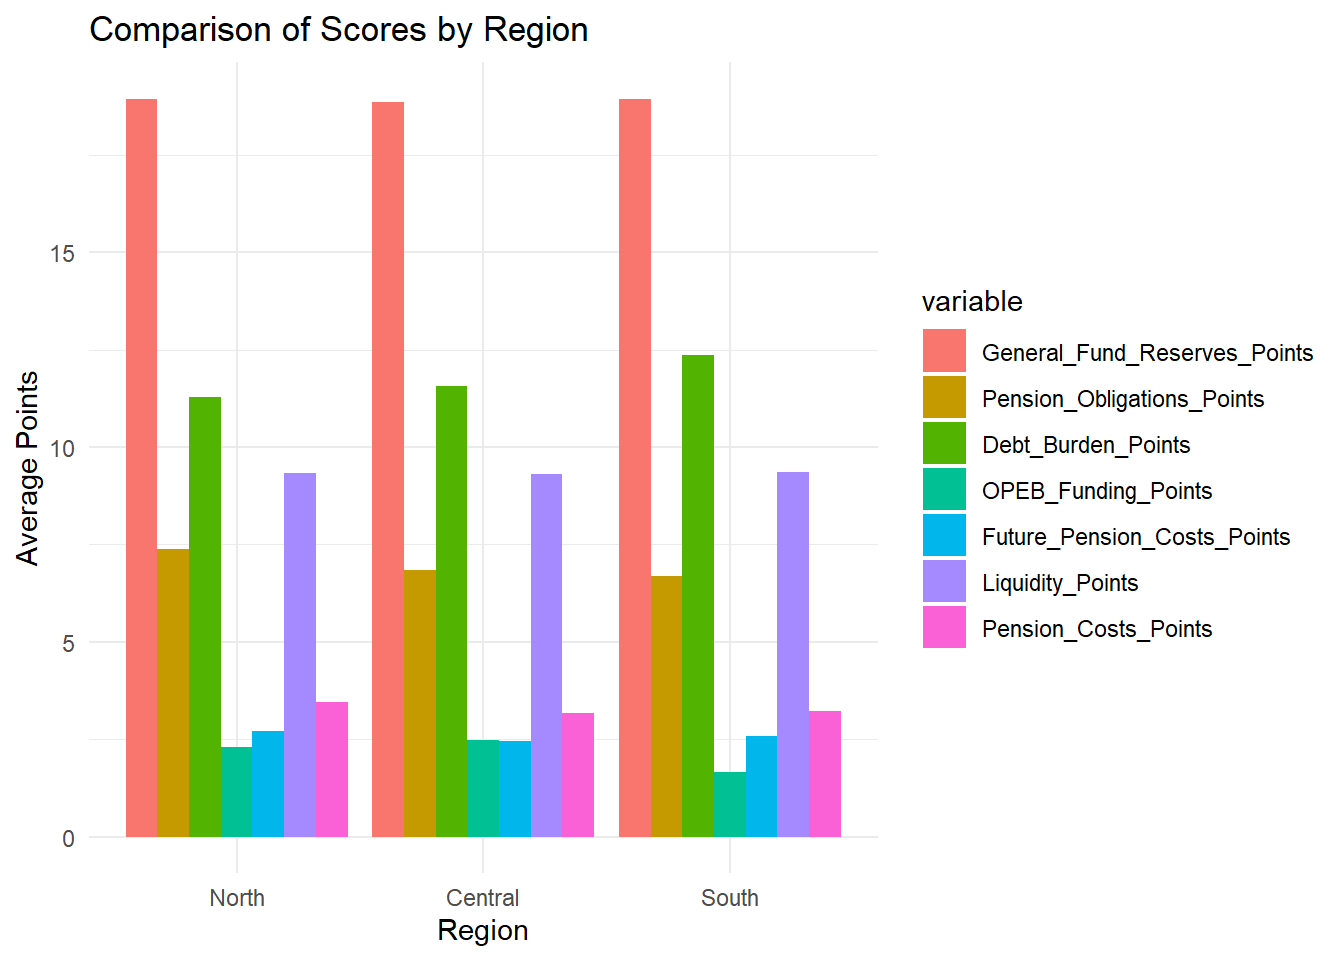 Comparison of Scores by Region
Average Points
15
10
5
0
North Central South
Region
variable
General_Fund_Reserves_Points
Pension_Obligations_Points
Debt_Burden_Points
OPEB_Funding_Points
Future_Pension_Costs_Points
Liquidity_Points
Pension_Costs_Points